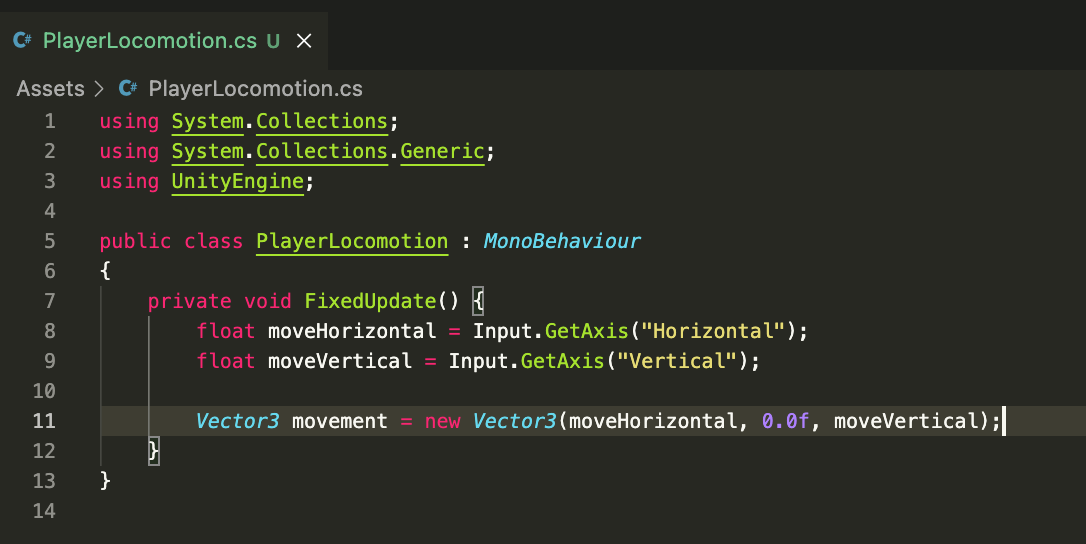 C# PlayerLocomotion.cs U ×
Assets > C# PlayerLocomotion.cs
1 using System.Collections;
2 using System.Collections.Generic;
3 using UnityEngine;
4
5 public class PlayerLocomotion : MonoBehaviour
6 {
7     private void FixedUpdate() {
8         float moveHorizontal = Input.GetAxis("Horizontal");
9         float moveVertical = Input.GetAxis("Vertical");
10
11         Vector3 movement = new Vector3(moveHorizontal, 0.0f, moveVertical);
12     }
13 }
14